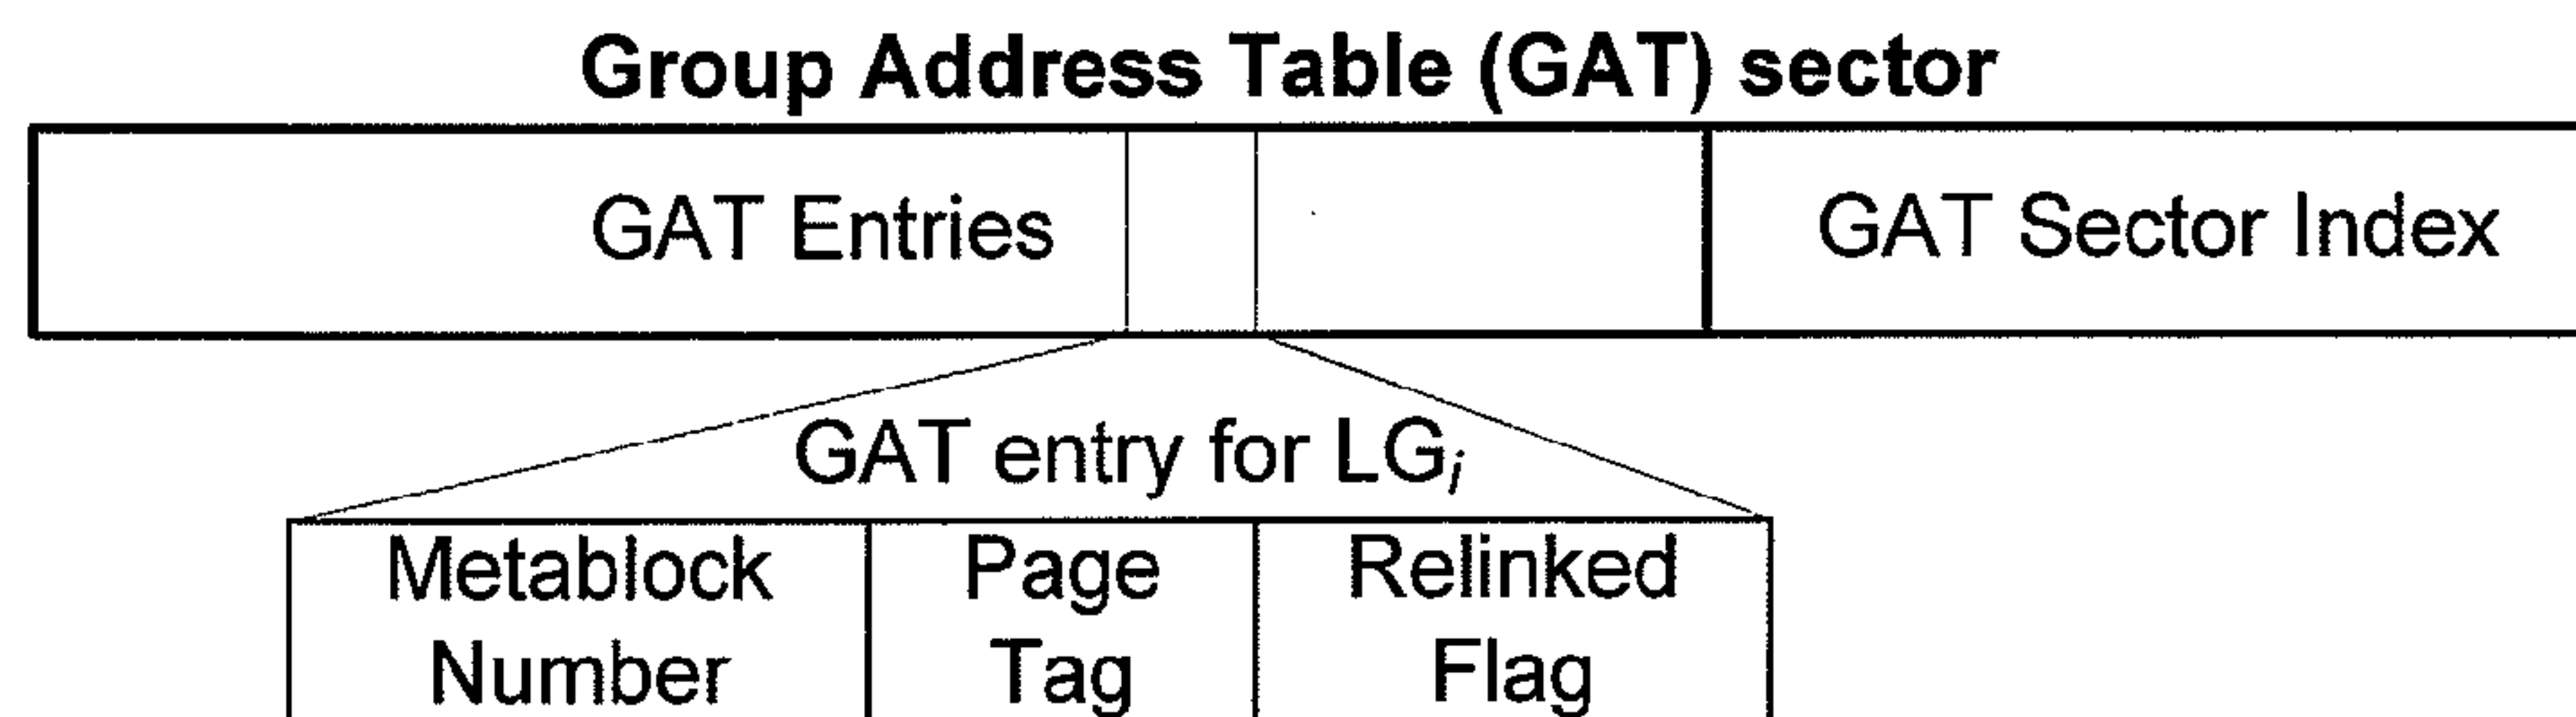 Group Address Table (GAT) sector
GAT Entries GAT Sector Index
GAT entry for LGi
Metablock Page Relinked
Number Tag Flag